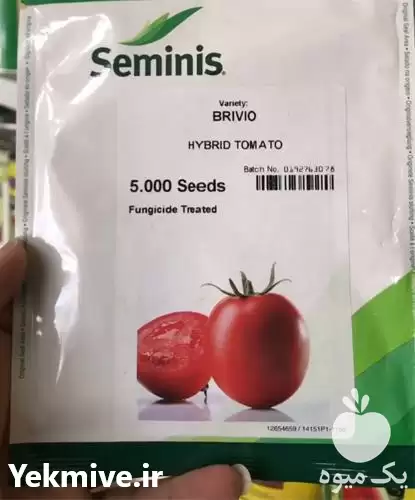 Seminis®
Variety:
BRIVIO
HYBRID TOMATO
Batch No.
5.000 Seeds
Fungicide Treated
Yekmive.ir
یک میوه